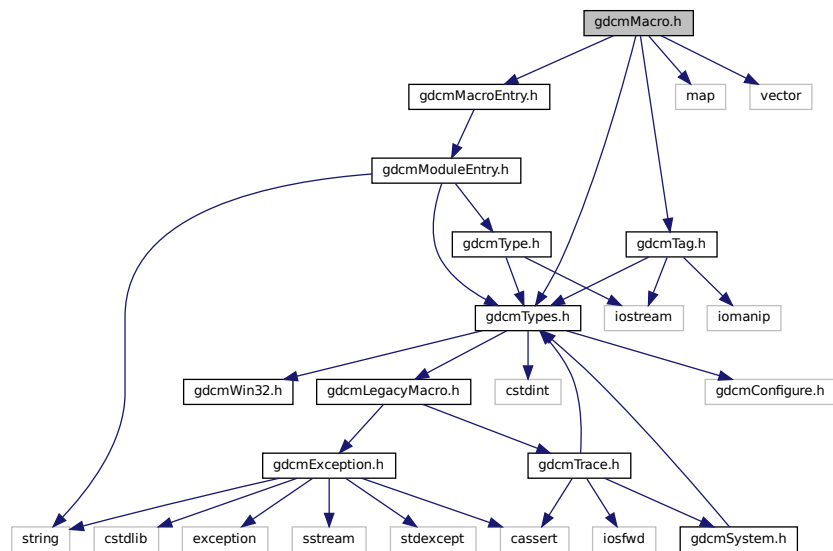 gdcmMacro.h
gdcmMacroEntry.h
map
vector
gdcmModuleEntry.h
gdcmType.h
gdcmTag.h
gdcmTypes.h
iostream
iomanip
gdcmWin32.h
gdcmLegacyMacro.h
cstdint
gdcmConfigure.h
gdcmException.h
gdcmTrace.h
string
cstdlib
exception
sstream
stdexcept
cassert
iosfwd
gdcmSystem.h